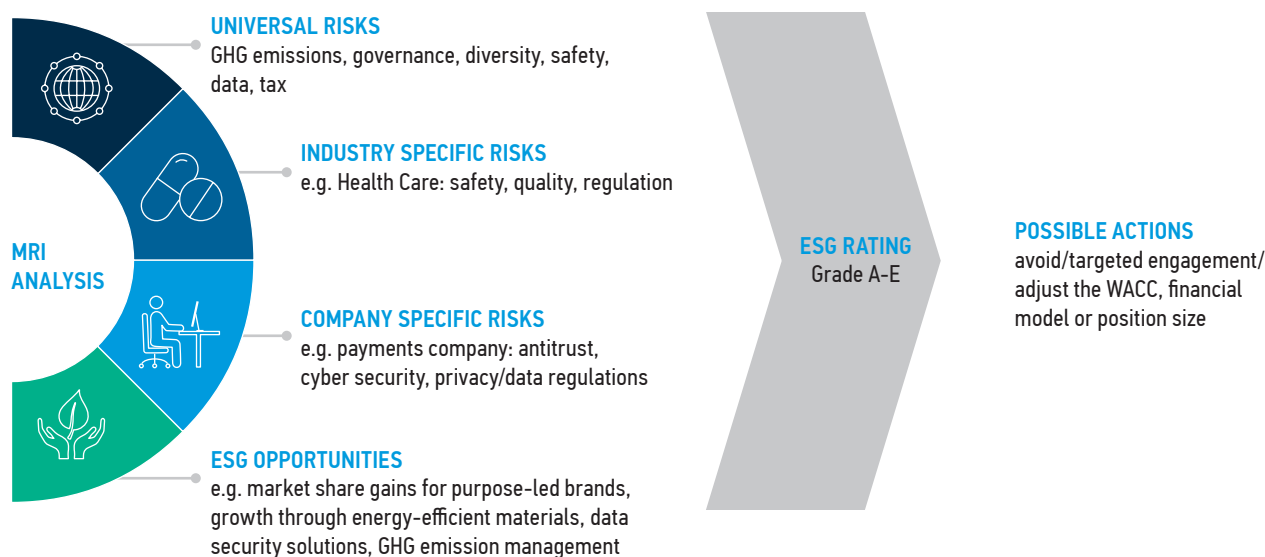 UNIVERSAL RISKS
GHG emissions, governance, diversity, safety,
data, tax
INDUSTRY SPECIFIC RISKS
e.g. Health Care: safety, quality, regulation
MRI
ANALYSIS
COMPANY SPECIFIC RISKS
e.g. payments company: antitrust,
cyber security, privacy/data regulations
ESG OPPORTUNITIES
e.g. market share gains for purpose-led brands,
growth through energy-efficient materials, data
security solutions, GHG emission management
ESG RATING
Grade A-E
POSSIBLE ACTIONS
avoid/targeted engagement/
adjust the WACC, financial
model or position size